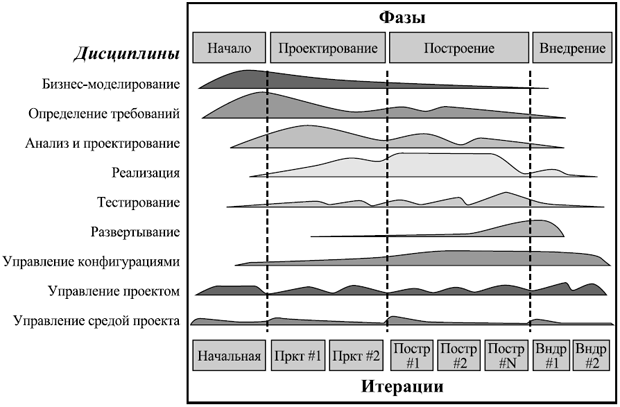 Фазы
Дисциплины
Начало Проектирование Построение Внедрение
Бизнес-моделирование
Определение требований
Анализ и проектирование
Реализация
Тестирование
Развертывание
Управление конфигурациями
Управление проектом
Управление средой проекта
Начальная Пркт #1 Пркт #2 Постр #1 Постр #2 Постр #N Вндр #1 Вндр #2
Итерации